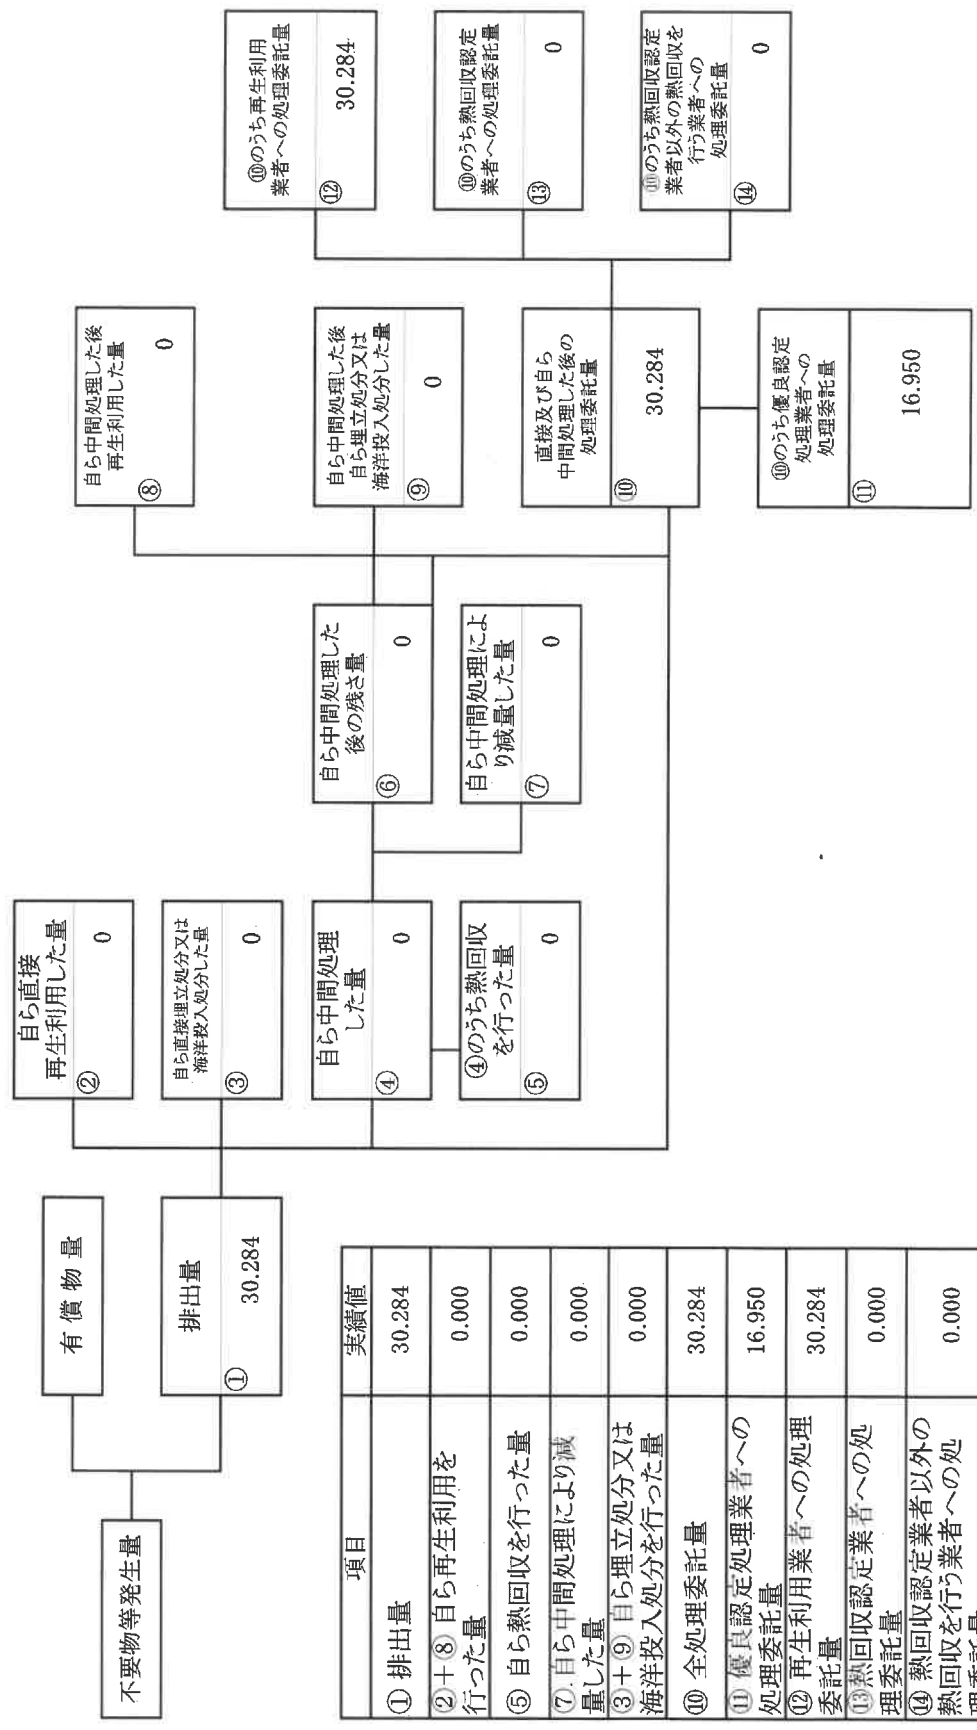 不要物等発生量
有償物量
排出量
①
30.284
自ら直接
再生利用した量
②
0
自ら直接埋立処分又は
海洋投入処分した量
③
0
自ら中間処理
した量
④
0
④のうち熱回収
を行った量
⑤
0
自ら中間処理した
後の残さ量
⑥
0
自ら中間処理によ
り減量した量
⑦
0
自ら中間処理した後
再生利用した量
⑧
0
自ら中間処理した後
自ら埋立処分又は
海洋投入処分した量
⑨
0
直接及び自ら
中間処理した後の
処理委託量
⑩
30.284
⑩のうち優良認定
処理業者への
処理委託量
⑪
16.950
⑩のうち再生利用
業者への処理委託量
⑫
30.284
⑩のうち熱回収認定
業者への処理委託量
⑬
0
⑩のうち熱回収認定
業者以外の熱回収を
行う業者への
処理委託量
⑭
0
項目 実績値
①排出量 30.284
②+⑧ 自ら再生利用を
行った量 0.000
⑤ 自ら熱回収を行った量 0.000
⑦ 自ら中間処理により減
量した量 0.000
③+⑨ 自ら埋立処分又は
海洋投入処分を行った量 0.000
⑩ 全処理委託量 30.284
⑪ 優良認定処理業者への
処理委託量 16.950
⑫ 再生利用業者への処理
委託量 30.284
⑬熱回収認定業者への処
理委託量 0.000
⑭ 熱回収認定業者以外の
熱回収を行う業者への処 0.000
理委託量